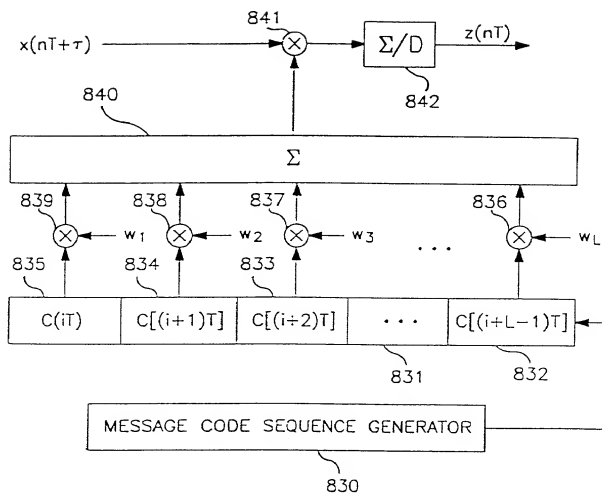 841
x(nT+τ)
Σ/D
z(nT)
842
840
Σ
839
838
837
836
w1
w2
w3
...
wL
835
834
833
C(iT)
C[(i+1)T]
C[(i÷2)T]
...
C[(i+L−1)T]
831
832
MESSAGE CODE SEQUENCE GENERATOR
830